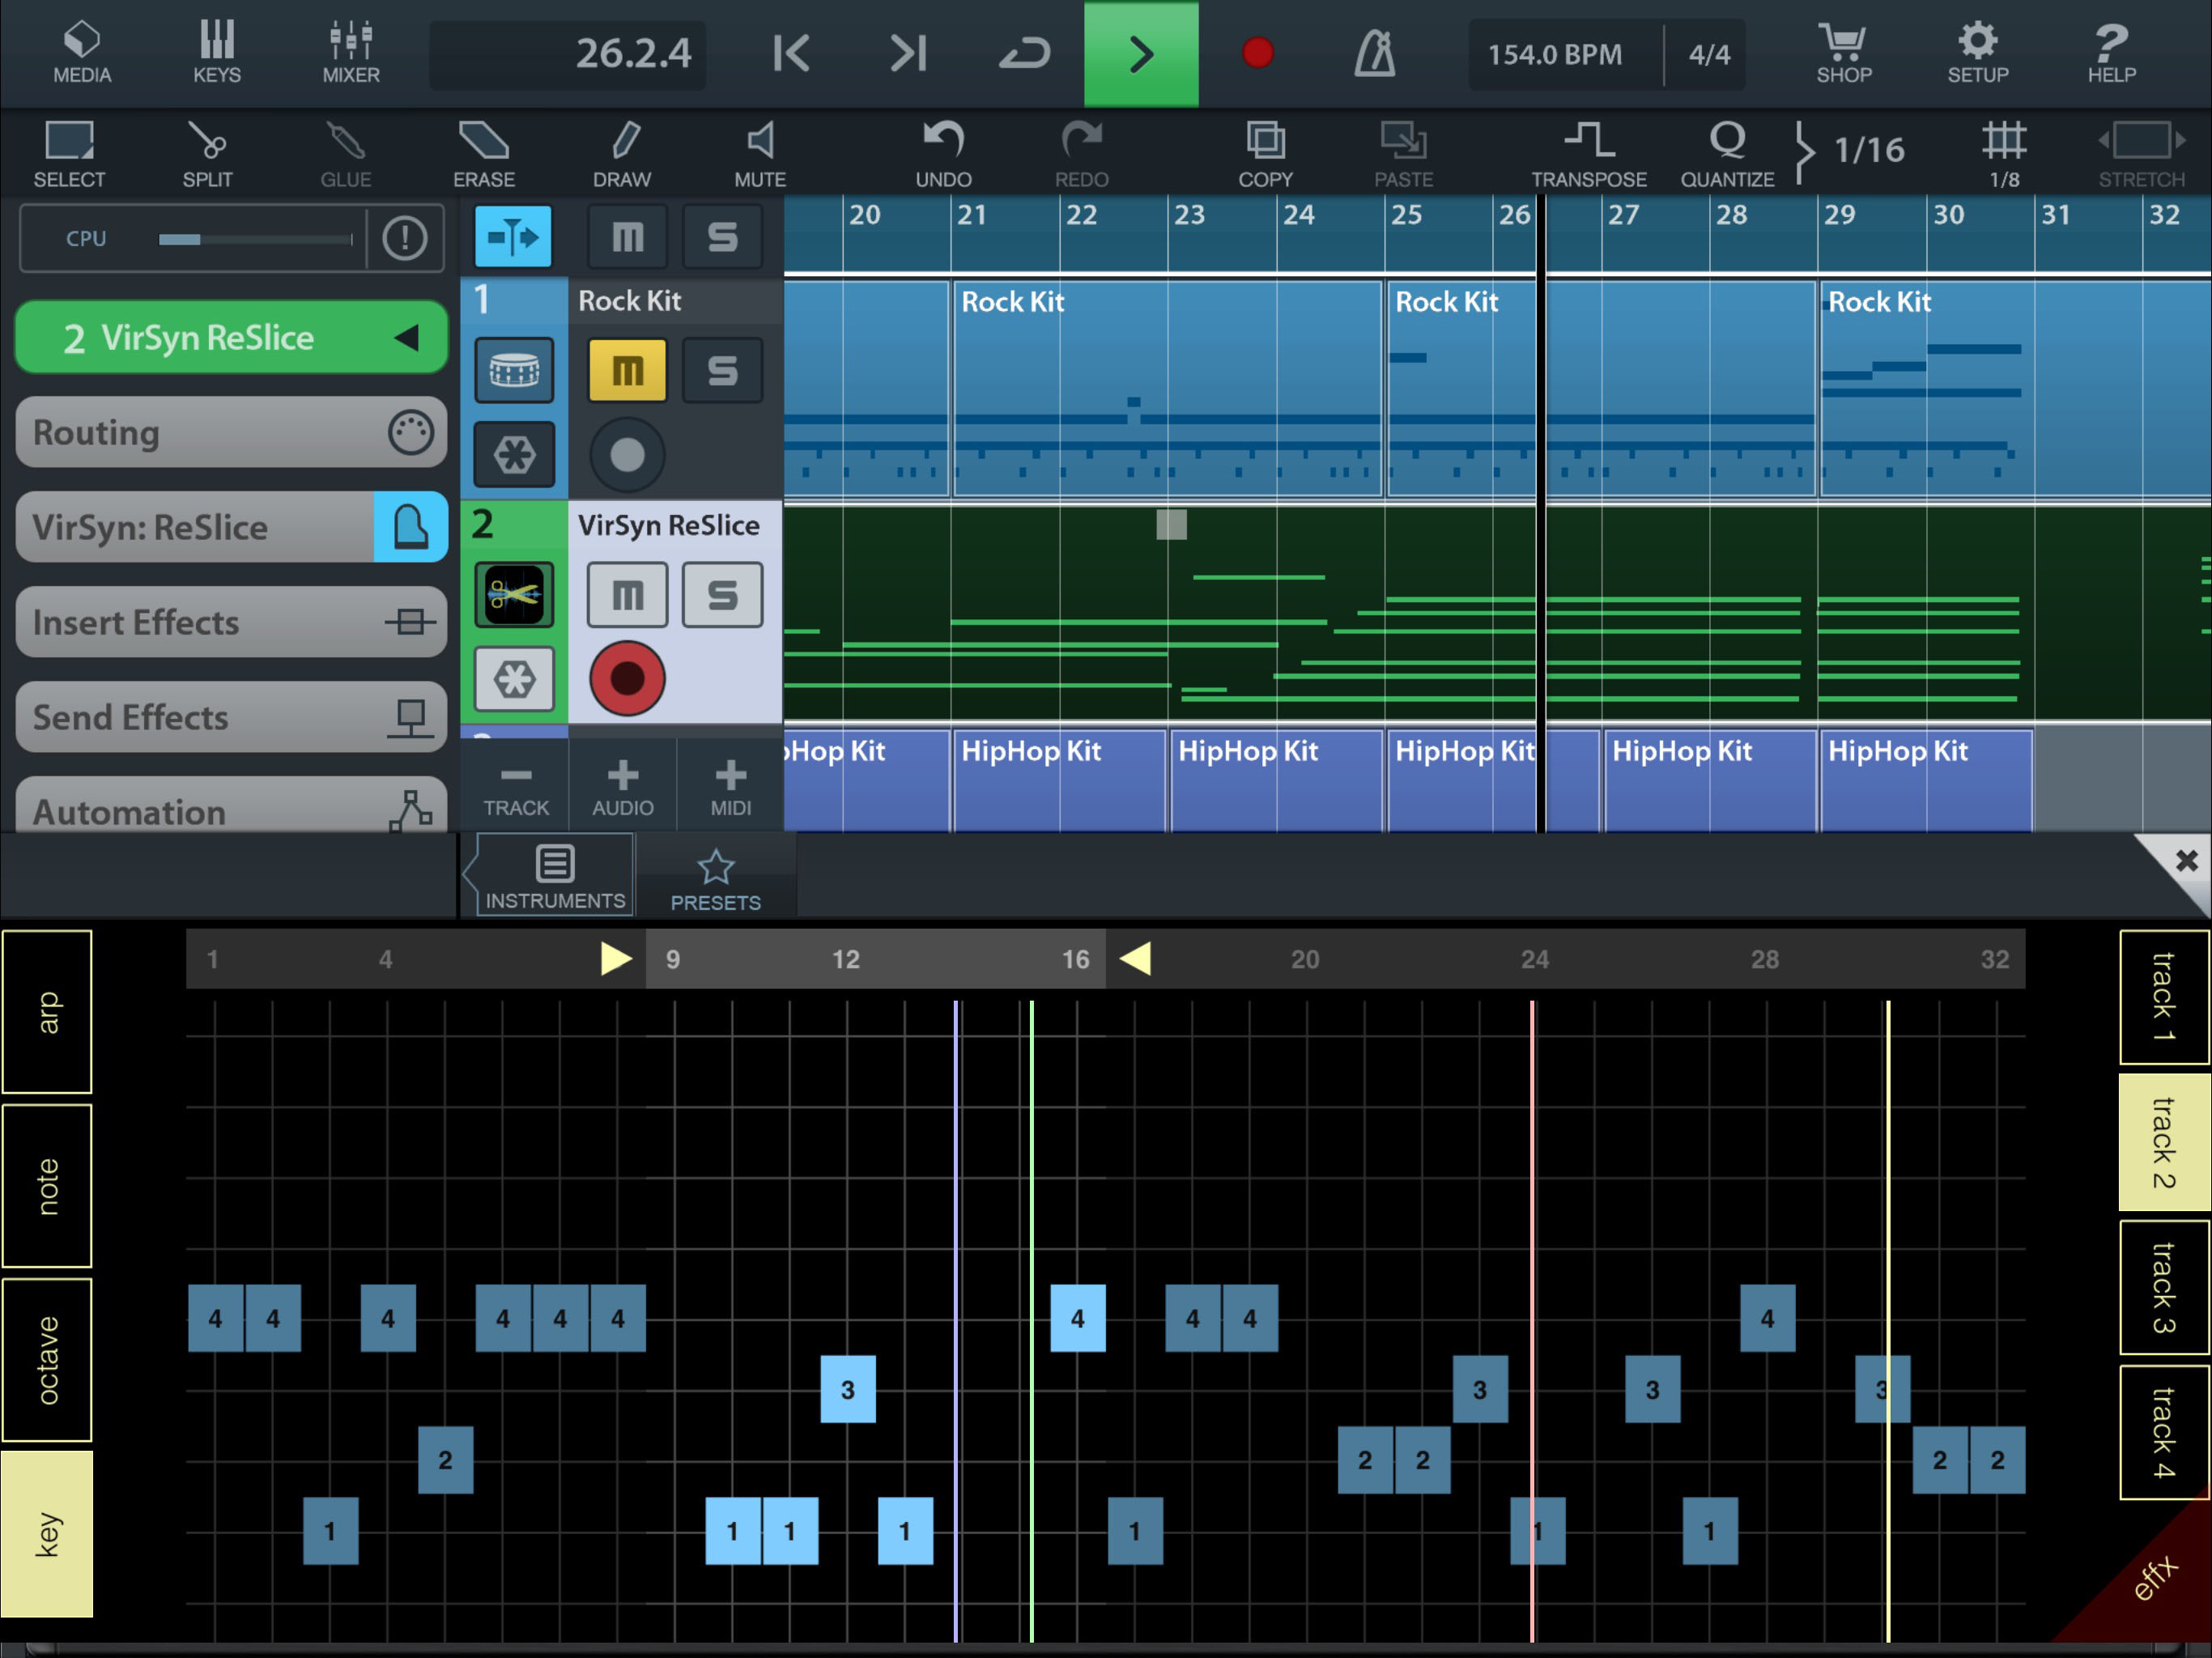 26.2.4
154.0 BPM 4/4
MEDIA KEYS MIXER SHOP SETUP HELP
1/16
SELECT SPLIT GLUE ERASE DRAW MUTE UNDO REDO COPY PASTE TRANSPOSE QUANTIZE 1/8 STRETCH
CPU ! m S 20 21 22 23 24 25 26 27 28 29 30 31 32
1 Rock Kit Rock Kit Rock Kit Rock Kit
2 VirSyn ReSlice
m S
Routing
2 VirSyn ReSlice
VirSyn: ReSlice
m S
Insert Effects
Send Effects
Hop Kit HipHop Kit HipHop Kit HipHop Kit HipHop Kit HipHop Kit
TRACK AUDIO MIDI
Automation
INSTRUMENTS PRESETS
1 4 9 12 16 20 24 28 32
arp
note
octave
key
4 4 4 4 4 4 4 4 4 4
3 3 3 3
2 2 2 2 2
1 1 1 1 1 1 1
track 1
track 2
track 3
track 4
effx